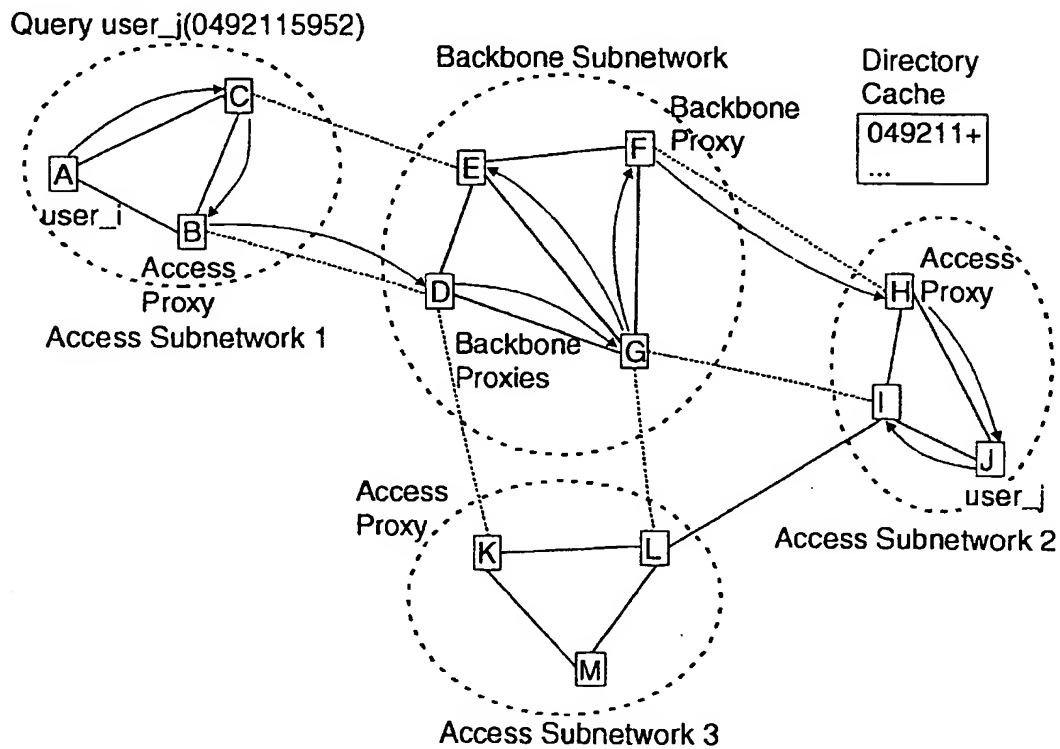 Query user_j(0492115952)
Backbone Subnetwork
Directory
Cache
049211+
...
Backbone
Proxy
C
F
E
A
user_i
B
Access
Proxy
Access Subnetwork 1
D
Backbone
Proxies
G
H
Access
Proxy
I
J
user_j
Access Subnetwork 2
Access
Proxy
K
L
M
Access Subnetwork 3